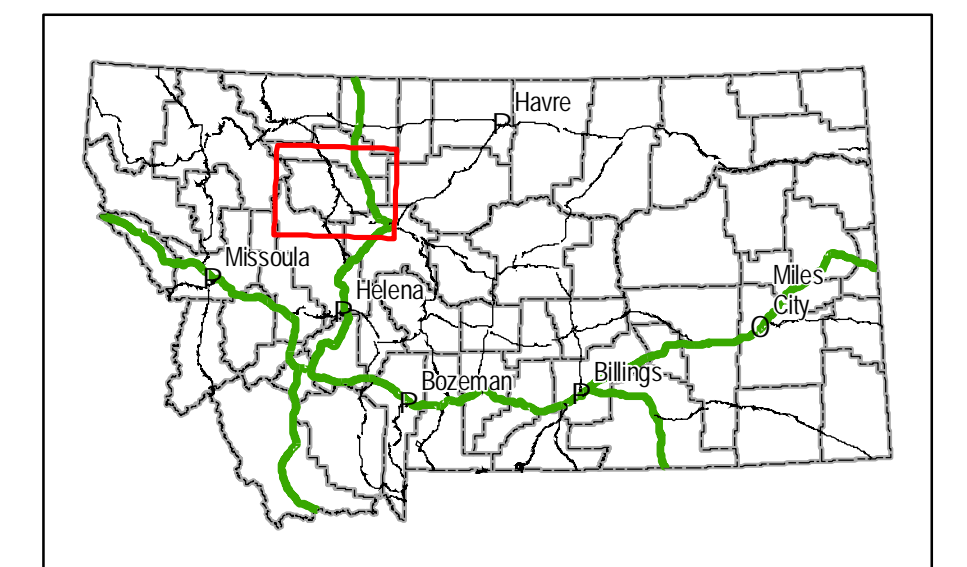 Havre
P
Missoula
P
Helena
P
Miles
City
O
Billings
P
Bozeman
P